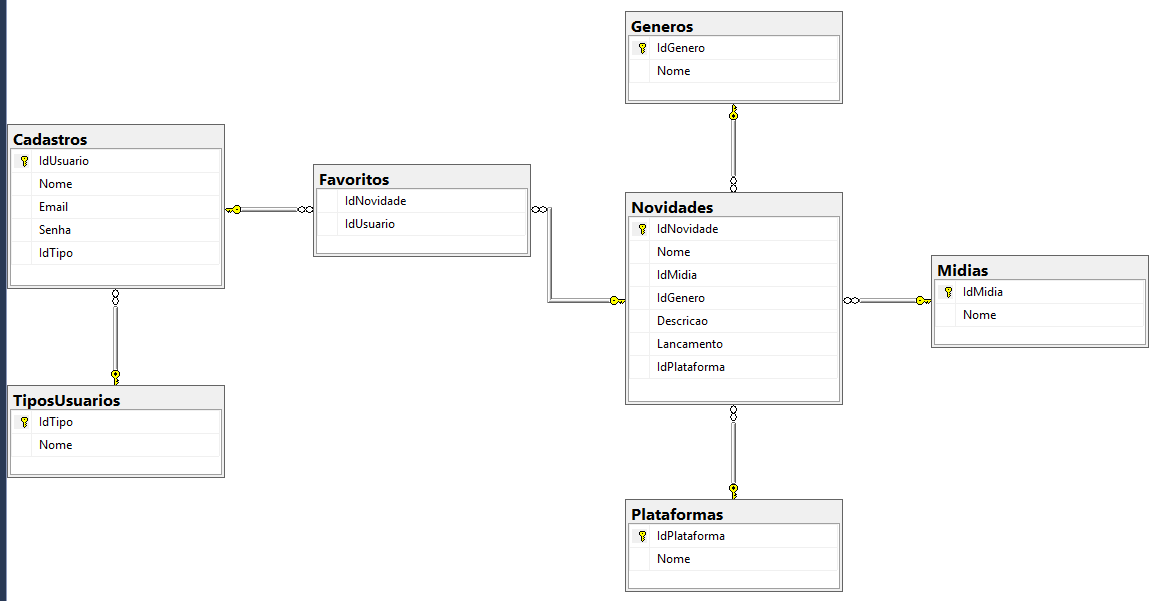 Generos
IdGenero
Nome
Cadastros
IdUsuario
Nome
Email
Senha
IdTipo
Favoritos
IdNovidade
IdUsuario
Novidades
IdNovidade
Nome
IdMidia
IdGenero
Descricao
Lancamento
IdPlataforma
Midias
IdMidia
Nome
TiposUsuarios
IdTipo
Nome
Plataformas
IdPlataforma
Nome